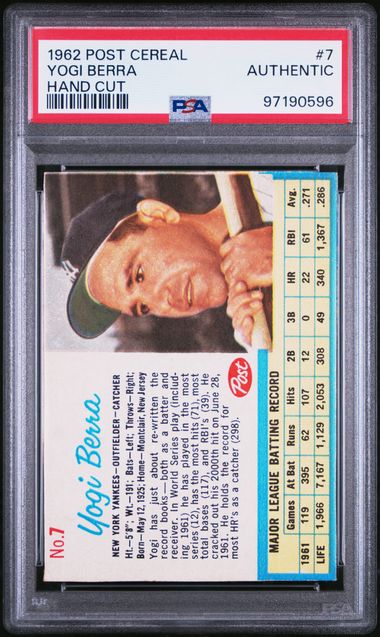 1962 POST CEREAL #7
YOGI BERRA AUTHENTIC
HAND CUT
PSA 97190596
No.7 Yogi Berra
NEW YORK YANKEES—OUTFIELDER—CATCHER
Ht.—5'8"; Wt.—191; Bats—Left; Throws—Right;
Born—May 12, 1925; Home—Montclair, New Jersey
Yogi has just about re-written the
record books—both as a batter and
receiver. In World Series play (includ-
ing 1961) he has played in the most
series (12), has the most hits (71), most
total bases (117), and RBI's (39). He
cracked out his 2000th hit on June 28,
1961. He holds the record for
most HR's as a catcher (298).
Post
MAJOR LEAGUE BATTING RECORD
Games At Bat Runs Hits 2B 3B HR RBI Avg.
1961 119 395 62 107 12 0 22 61 .271
LIFE 1,966 7,167 1,129 2,053 308 49 340 1,367 .286